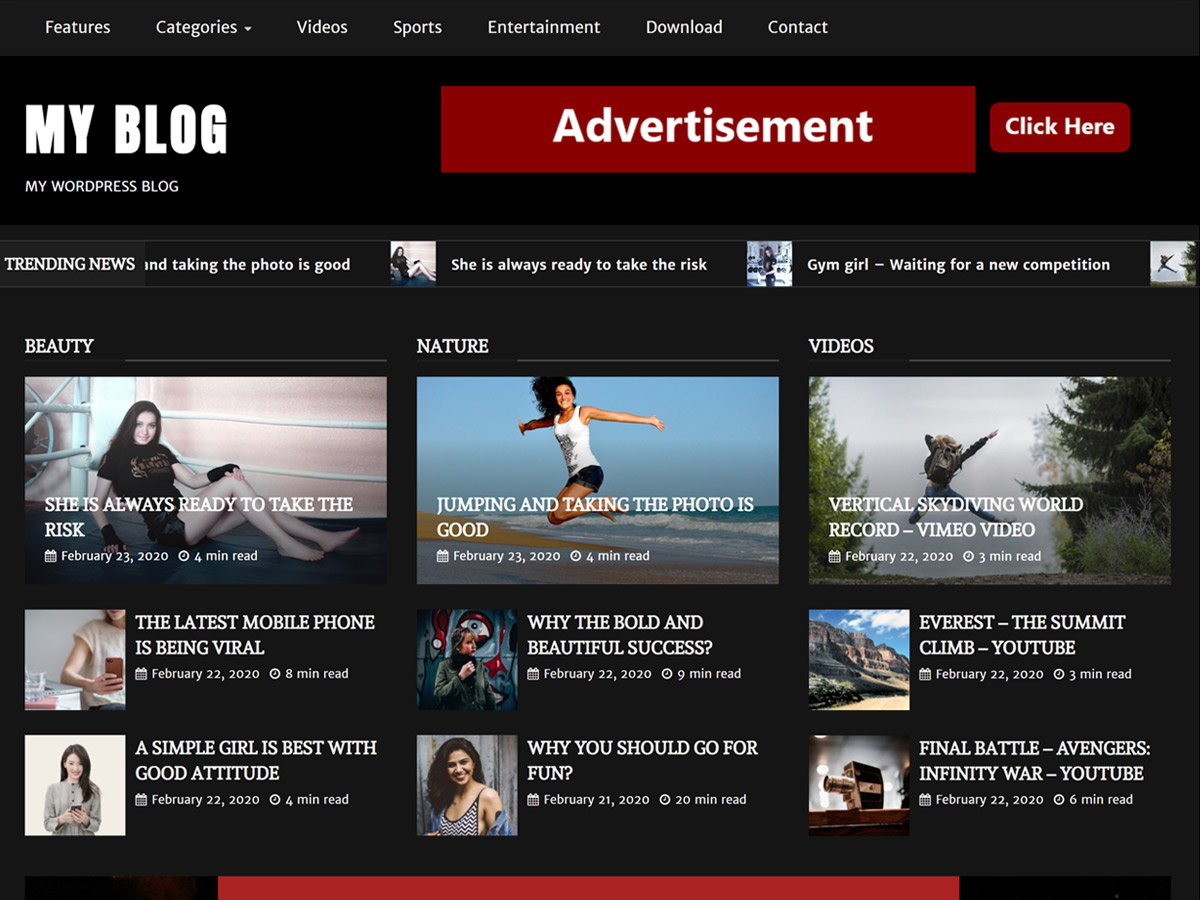 Features Categories Videos Sports Entertainment Download Contact
MY BLOG
MY WORDPRESS BLOG
Advertisement
Click Here
TRENDING NEWS
and taking the photo is good
She is always ready to take the risk
Gym girl – Waiting for a new competition
BEAUTY
SHE IS ALWAYS READY TO TAKE THE
RISK
February 23, 2020 4 min read
THE LATEST MOBILE PHONE
IS BEING VIRAL
February 22, 2020 8 min read
A SIMPLE GIRL IS BEST WITH
GOOD ATTITUDE
February 22, 2020 4 min read
NATURE
JUMPING AND TAKING THE PHOTO IS
GOOD
February 23, 2020 4 min read
WHY THE BOLD AND
BEAUTIFUL SUCCESS?
February 22, 2020 9 min read
WHY YOU SHOULD GO FOR
FUN?
February 21, 2020 20 min read
VIDEOS
VERTICAL SKYDIVING WORLD
RECORD – VIMEO VIDEO
February 22, 2020 3 min read
EVEREST – THE SUMMIT
CLIMB – YOUTUBE
February 22, 2020 3 min read
FINAL BATTLE – AVENGERS:
INFINITY WAR – YOUTUBE
February 22, 2020 6 min read